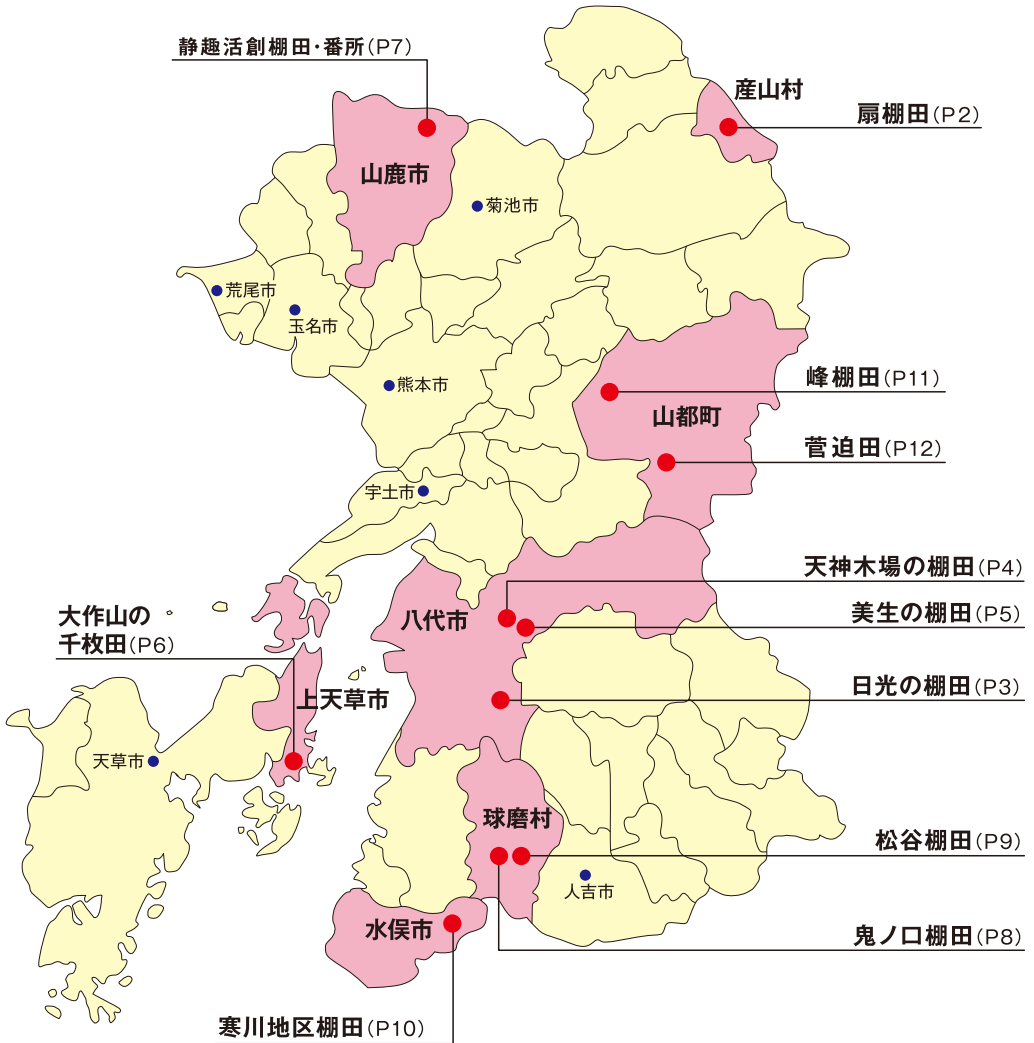 静趣活創棚田・番所(P7)
産山村
扇棚田(P2)
山鹿市
菊池市
荒尾市
玉名市
熊本市
峰棚田(P11)
山都町
菅迫田(P12)
宇土市
天神木場の棚田(P4)
八代市
美生の棚田(P5)
大作山の
千枚田(P6)
日光の棚田(P3)
上天草市
天草市
球磨村
松谷棚田(P9)
人吉市
水俣市
鬼ノ口棚田(P8)
寒川地区棚田(P10)